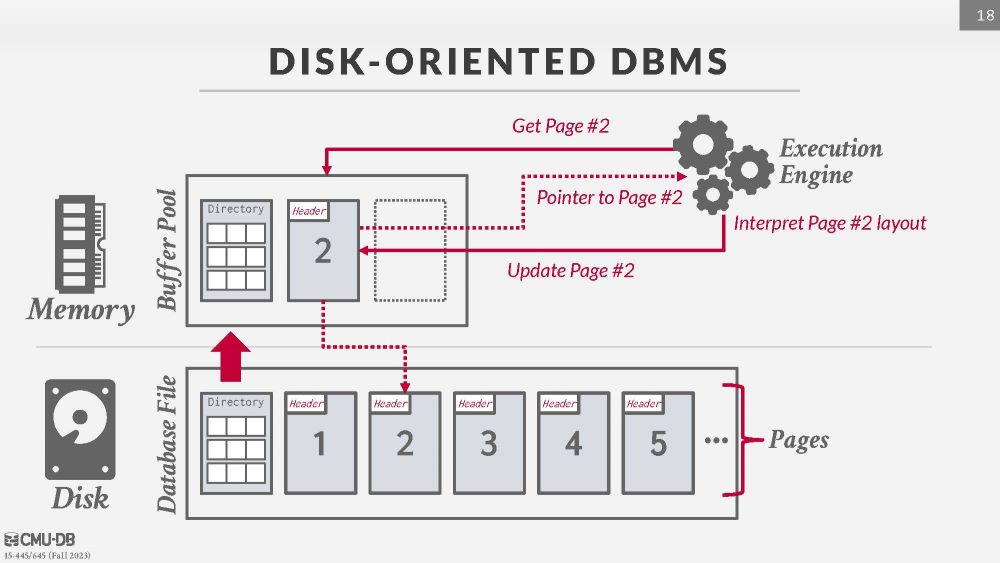 18
DISK-ORIENTED DBMS
Get Page #2
Execution
Engine
Pointer to Page #2
Interpret Page #2 layout
Update Page #2
Memory
Buffer Pool
Directory
Header
2
Disk
Database File
Directory
Header
1
Header
2
Header
3
Header
4
Header
5
...
Pages
CMU·DB
15-445/645 (Fall 2023)